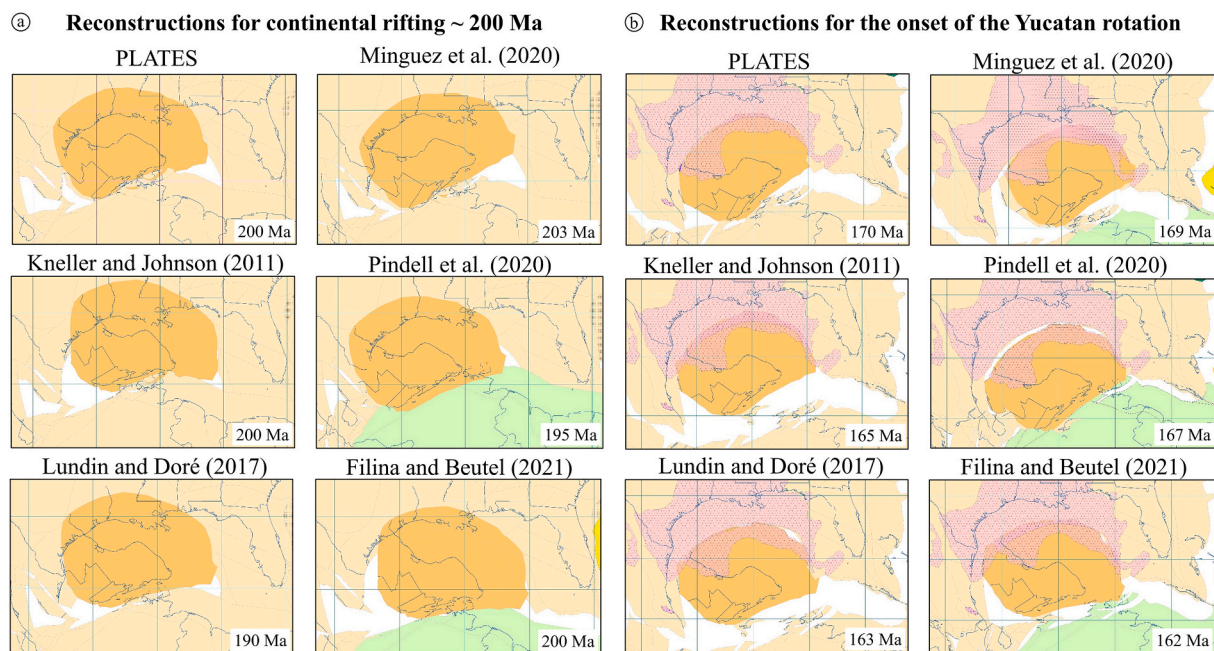 ⓐ Reconstructions for continental rifting ~ 200 Ma
PLATES
200 Ma
Minguez et al. (2020)
203 Ma
Kneller and Johnson (2011)
200 Ma
Pindell et al. (2020)
195 Ma
Lundin and Doré (2017)
190 Ma
Filina and Beutel (2021)
200 Ma
ⓑ Reconstructions for the onset of the Yucatan rotation
PLATES
170 Ma
Minguez et al. (2020)
169 Ma
Kneller and Johnson (2011)
165 Ma
Pindell et al. (2020)
167 Ma
Lundin and Doré (2017)
163 Ma
Filina and Beutel (2021)
162 Ma